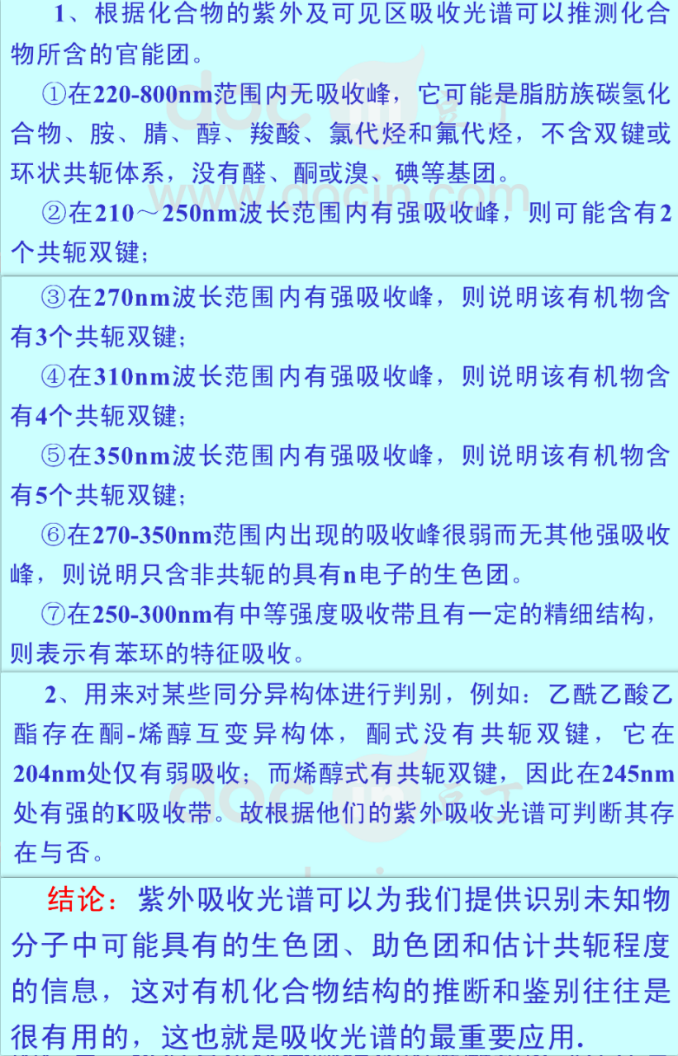 1、根据化合物的紫外及可见区吸收光谱可以推测化合
物所含的官能团。
①在220-800nm范围内无吸收峰，它可能是脂肪族碳氢化
合物、胺、腈、醇、羧酸、氯代烃和氟代烃，不含双键或
环状共轭体系，没有醛、酮或溴、碘等基团。
②在210～250nm波长范围内有强吸收峰，则可能含有2
个共轭双键；
③在270nm波长范围内有强吸收峰，则说明该有机物含
有3个共轭双键；
④在310nm波长范围内有强吸收峰，则说明该有机物含
有4个共轭双键；
⑤在350nm波长范围内有强吸收峰，则说明该有机物含
有5个共轭双键；
⑥在270-350nm范围内出现的吸收峰很弱而无其他强吸收
峰，则说明只含非共轭的具有n电子的生色团。
⑦在250-300nm有中等强度吸收带且有一定的精细结构，
则表示有苯环的特征吸收。
2、用来对某些同分异构体进行判别，例如：乙酰乙酸乙
酯存在酮-烯醇互变异构体，酮式没有共轭双键，它在
204nm处仅有弱吸收；而烯醇式有共轭双键，因此在245nm
处有强的K吸收带。故根据他们的紫外吸收光谱可判断其存
在与否。
结论：紫外吸收光谱可以为我们提供识别未知物
分子中可能具有的生色团、助色团和估计共轭程度
的信息，这对有机化合物结构的推断和鉴别往往是
很有用的，这也就是吸收光谱的最重要应用.
docin 豆丁
www.docin.com
docin 豆丁